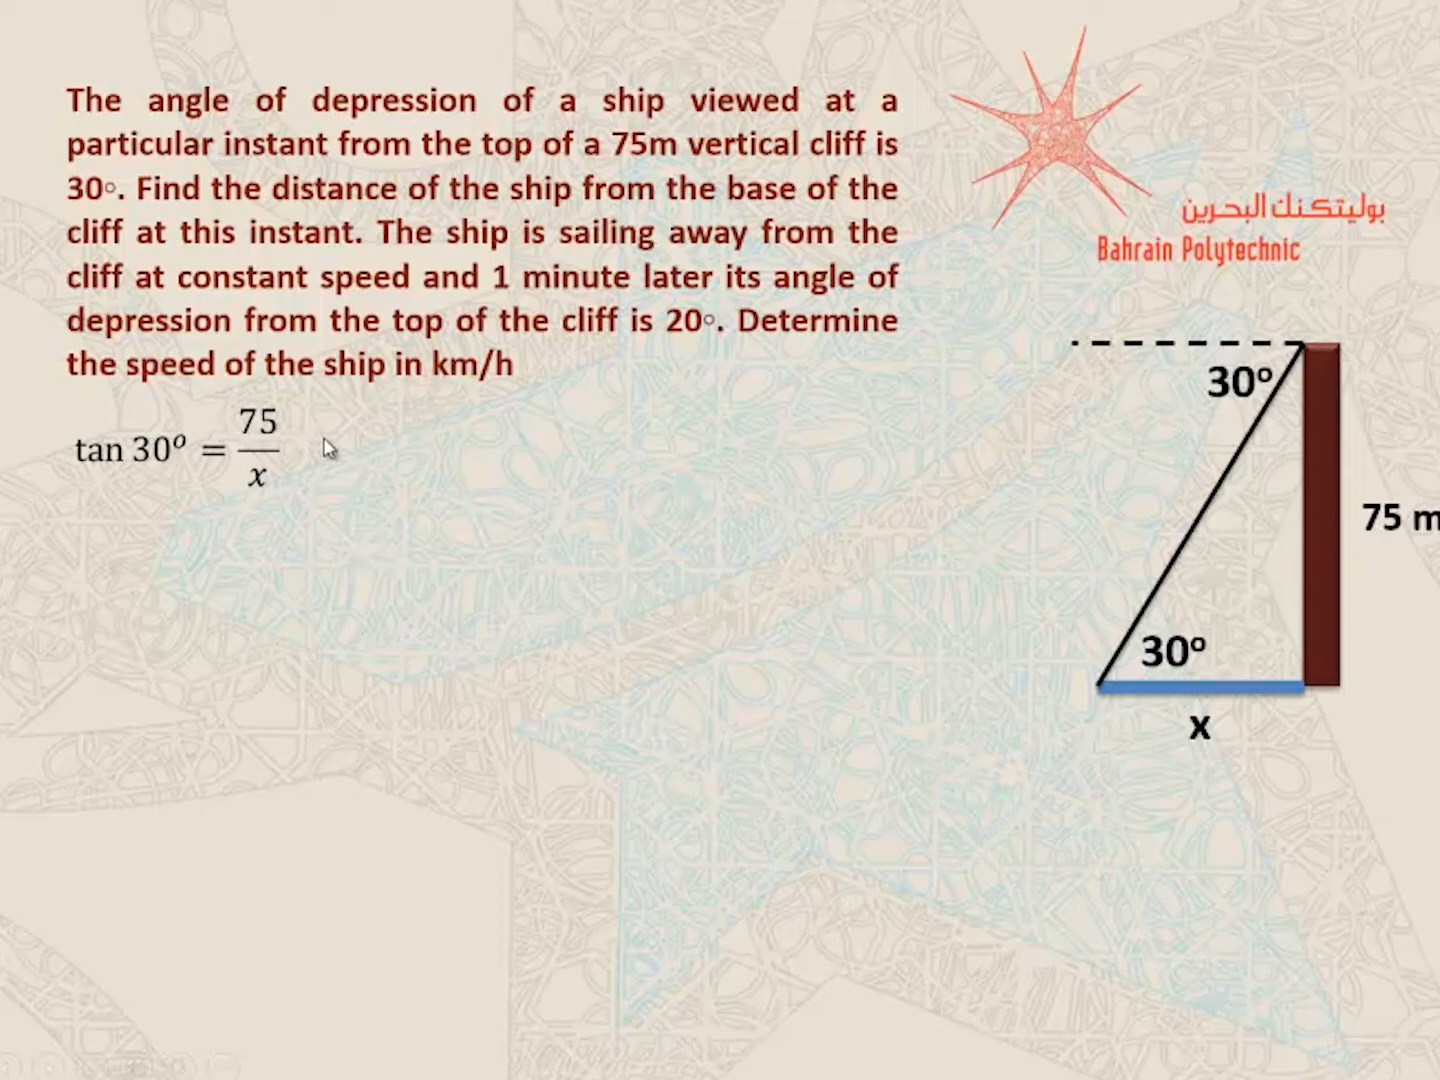 The angle of depression of a ship viewed at a
particular instant from the top of a 75m vertical cliff is
30○. Find the distance of the ship from the base of the
cliff at this instant. The ship is sailing away from the
cliff at constant speed and 1 minute later its angle of
depression from the top of the cliff is 20○. Determine
the speed of the ship in km/h
tan 30º = 75/x
بوليتكنك البحرين
Bahrain Polytechnic
30º
75 m
30º
x